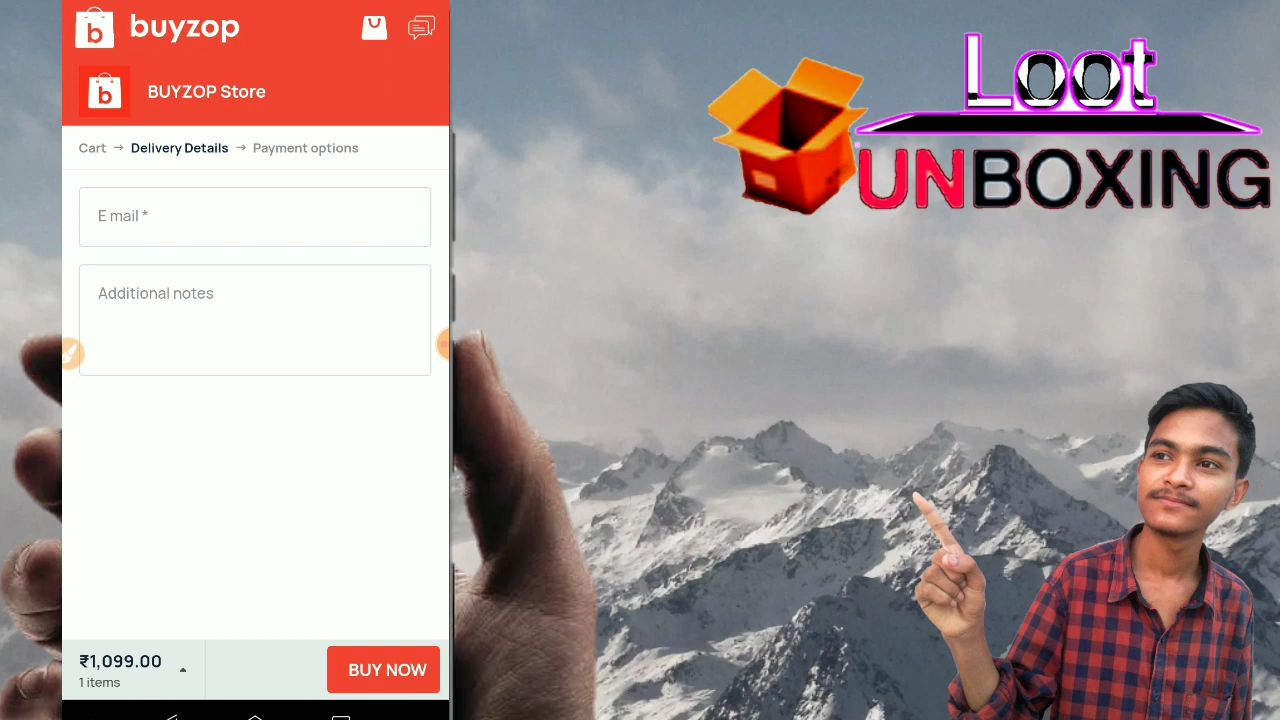 buyzop
b
BUYZOP Store
Cart → Delivery Details → Payment options
E mail *
Additional notes
₹1,099.00
1 items
BUY NOW
Loot
UNBOXING